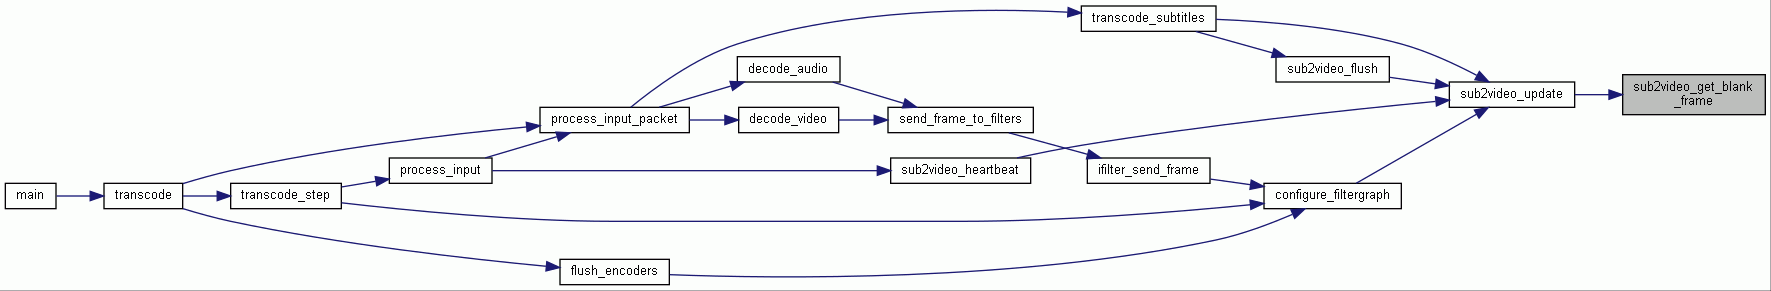 transcode_subtitles
decode_audio
sub2video_flush
sub2video_get_blank
_frame
sub2video_update
process_input_packet
decode_video
send_frame_to_filters
process_input
sub2video_heartbeat
ifilter_send_frame
main
transcode
transcode_step
configure_filtergraph
flush_encoders